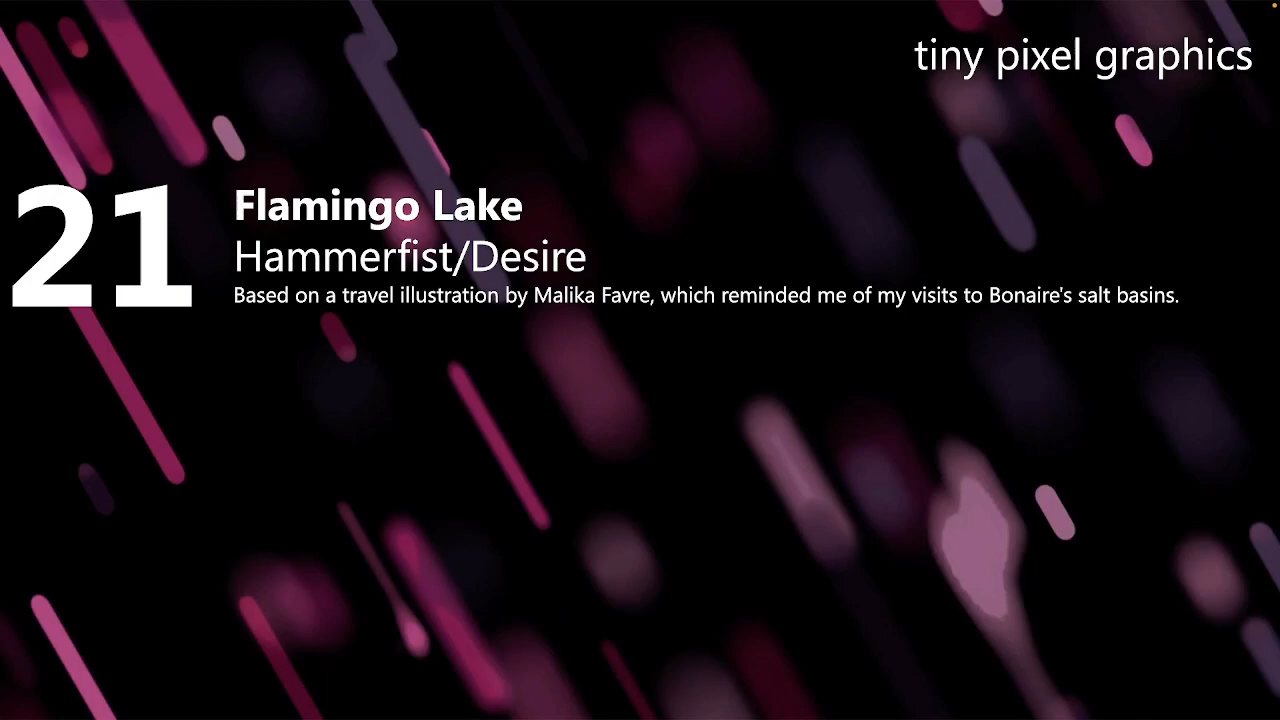 tiny pixel graphics
21
Flamingo Lake
Hammerfist/Desire
Based on a travel illustration by Malika Favre, which reminded me of my visits to Bonaire's salt basins.